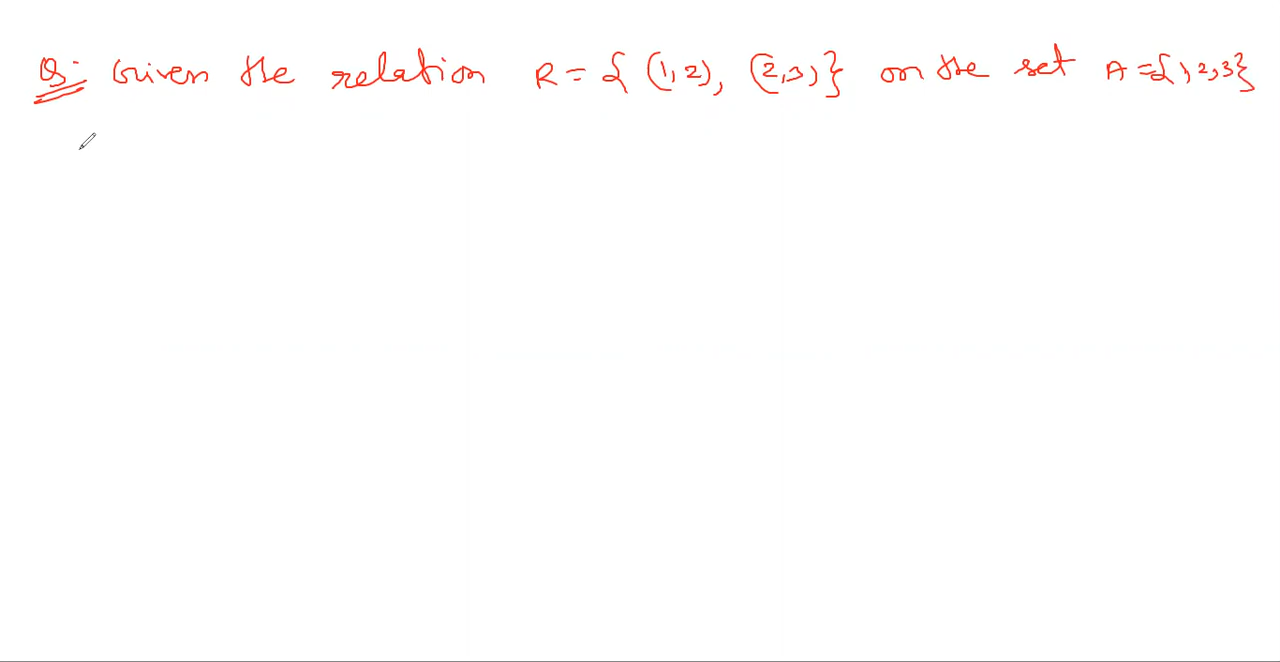 Q:- Given the relation R = { (1,2), (2,3) } on the set A = {1,2,3}